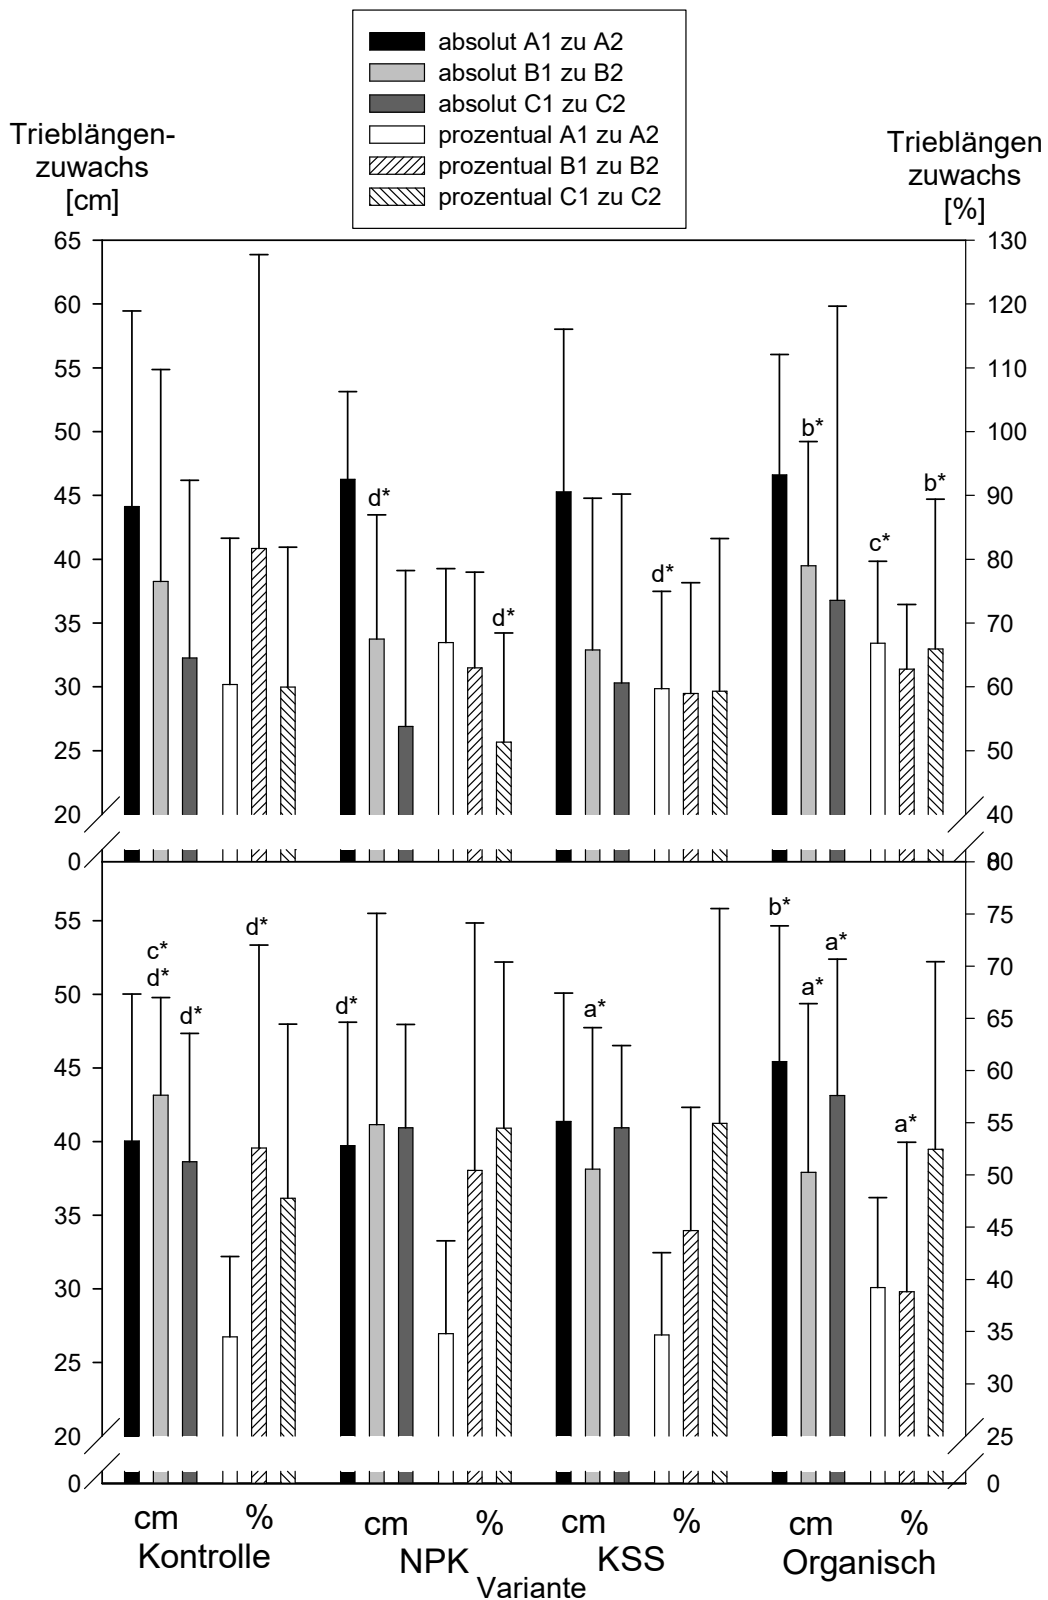 absolut A1 zu A2
absolut B1 zu B2
absolut C1 zu C2
prozentual A1 zu A2
prozentual B1 zu B2
prozentual C1 zu C2
Trieblängen-
zuwachs
[cm]
Trieblängen
zuwachs
[%]
65
60
55
50
45
40
35
30
25
20
0
130
120
110
100
90
80
70
60
50
40
0
d*
d*
d*
b*
c*
b*
55
50
45
40
35
30
25
20
0
80
75
70
65
60
55
50
45
40
35
30
25
0
c*
d*
d*
d*
d*
a*
b*
a*
a*
a*
cm %
cm %
cm %
cm %
Kontrolle
NPK
KSS
Organisch
Variante